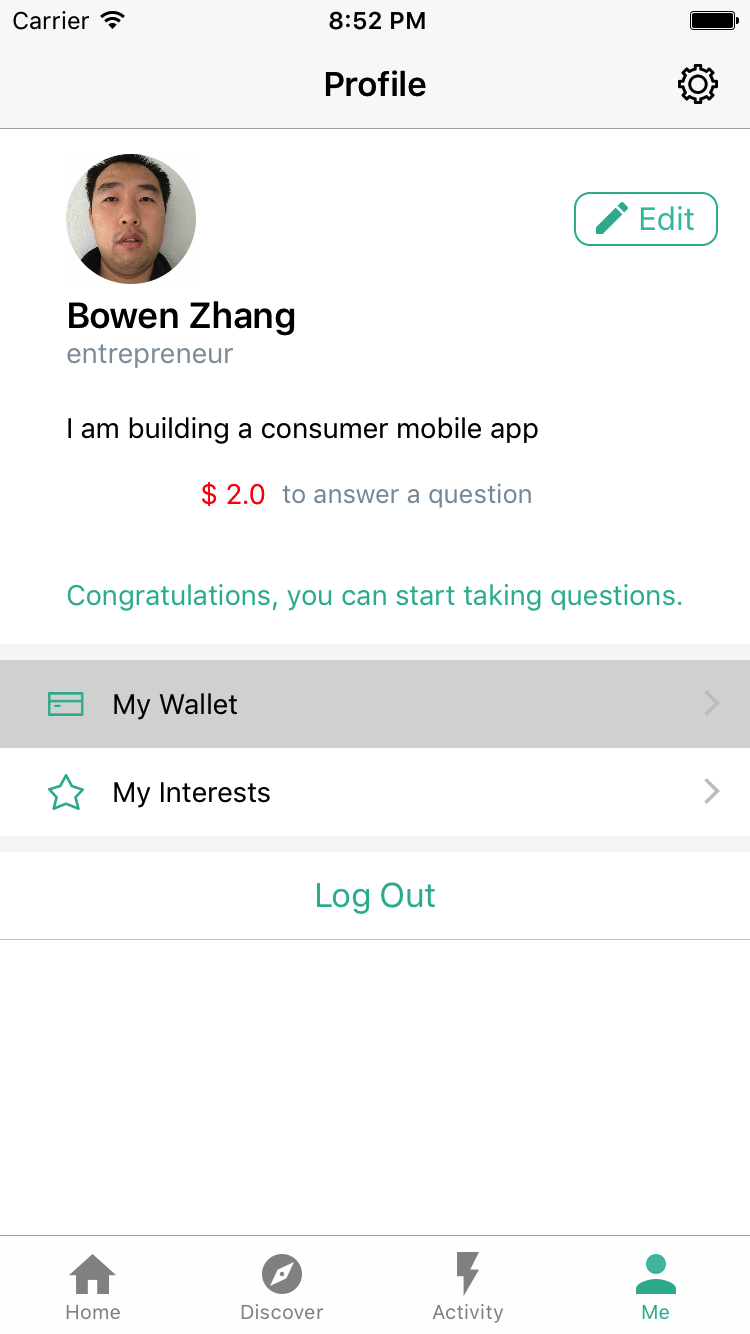 Carrier 8:52 PM
Profile
Edit
Bowen Zhang
entrepreneur
I am building a consumer mobile app
$ 2.0 to answer a question
Congratulations, you can start taking questions.
My Wallet
My Interests
Log Out
Home Discover Activity Me